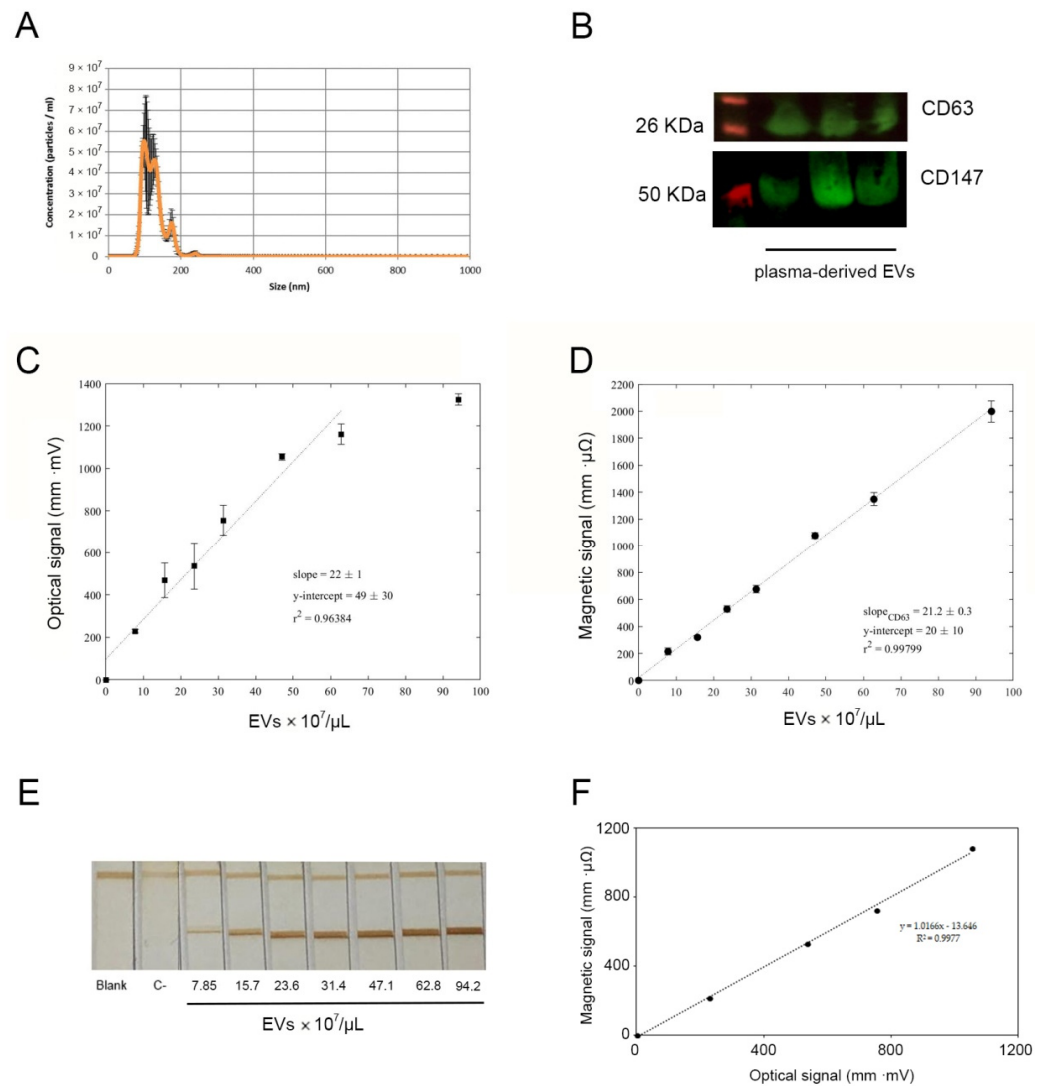 A
9 × 10⁷
8 × 10⁷
7 × 10⁷
6 × 10⁷
5 × 10⁷
4 × 10⁷
3 × 10⁷
2 × 10⁷
1 × 10⁷
0
Concentration (particles / ml)
0 200 400 600 800 1000
Size (nm)
B
26 KDa
CD63
50 KDa
CD147
plasma-derived EVs
C
1400
1200
1000
800
600
400
200
0
Optical signal (mm ·mV)
slope = 22 ± 1
y-intercept = 49 ± 30
r² = 0.96384
0 10 20 30 40 50 60 70 80 90 100
EVs × 10⁷/µL
D
2200
2000
1800
1600
1400
1200
1000
800
600
400
200
0
Magnetic signal (mm ·µΩ)
slope_CD63 = 21.2 ± 0.3
y-intercept = 20 ± 10
r² = 0.99799
0 10 20 30 40 50 60 70 80 90 100
EVs × 10⁷/µL
E
Blank C- 7.85 15.7 23.6 31.4 47.1 62.8 94.2
EVs × 10⁷/µL
F
1200
800
400
0
Magnetic signal (mm ·µΩ)
y = 1.0166x - 13.646
R² = 0.9977
0 400 800 1200
Optical signal (mm ·mV)